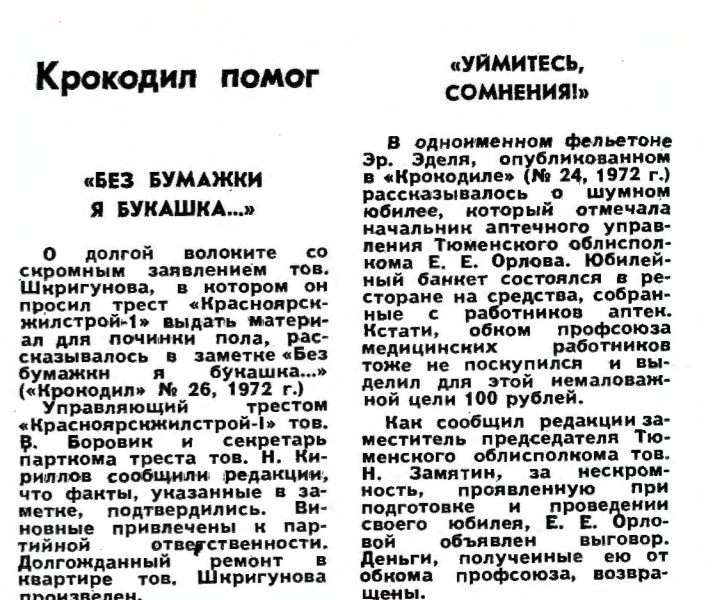 Крокодил помог
«БЕЗ БУМАЖКИ
Я БУКАШКА...»
О долгой волоките со
скромным заявлением тов.
Шкригунова, в котором он
просил трест «Красноярск-
жилстрой-1» выдать матери-
ал для починки пола, рас-
сказывалось в заметке «Без
бумажки я букашка...»
(«Крокодил» № 26, 1972 г.)
Управляющий трестом
«Красноярскжилстрой-I» тов.
В. Боровик и секретарь
парткома треста тов. Н. Ки-
риллов сообщили редакции,
что факты, указанные в за-
метке, подтвердились. Ви-
новные привлечены к пар-
тийной ответственности.
Долгожданный ремонт в
квартире тов. Шкригунова
произведен.
«УЙМИТЕСЬ,
СОМНЕНИЯ!»
В одноименном фельетоне
Эр. Эделя, опубликованном
в «Крокодиле» (№ 24, 1972 г.)
рассказывалось о шумном
юбилее, который отмечала
начальник аптечного управ-
ления Тюменского облиспол-
кома Е. Е. Орлова. Юбилей-
ный банкет состоялся в ре-
сторане на средства, собран-
ные с работников аптек.
Кстати, обком профсоюза
медицинских работников
тоже не поскупился и вы-
делил для этой немаловаж-
ной цели 100 рублей.
Как сообщил редакции за-
меститель председателя Тю-
менского облисполкома тов.
Н. Замятин, за нескром-
ность, проявленную при
подготовке и проведении
своего юбилея, Е. Е. Орло-
вой объявлен выговор.
Деньги, полученные ею от
обкома профсоюза, возвра-
щены.